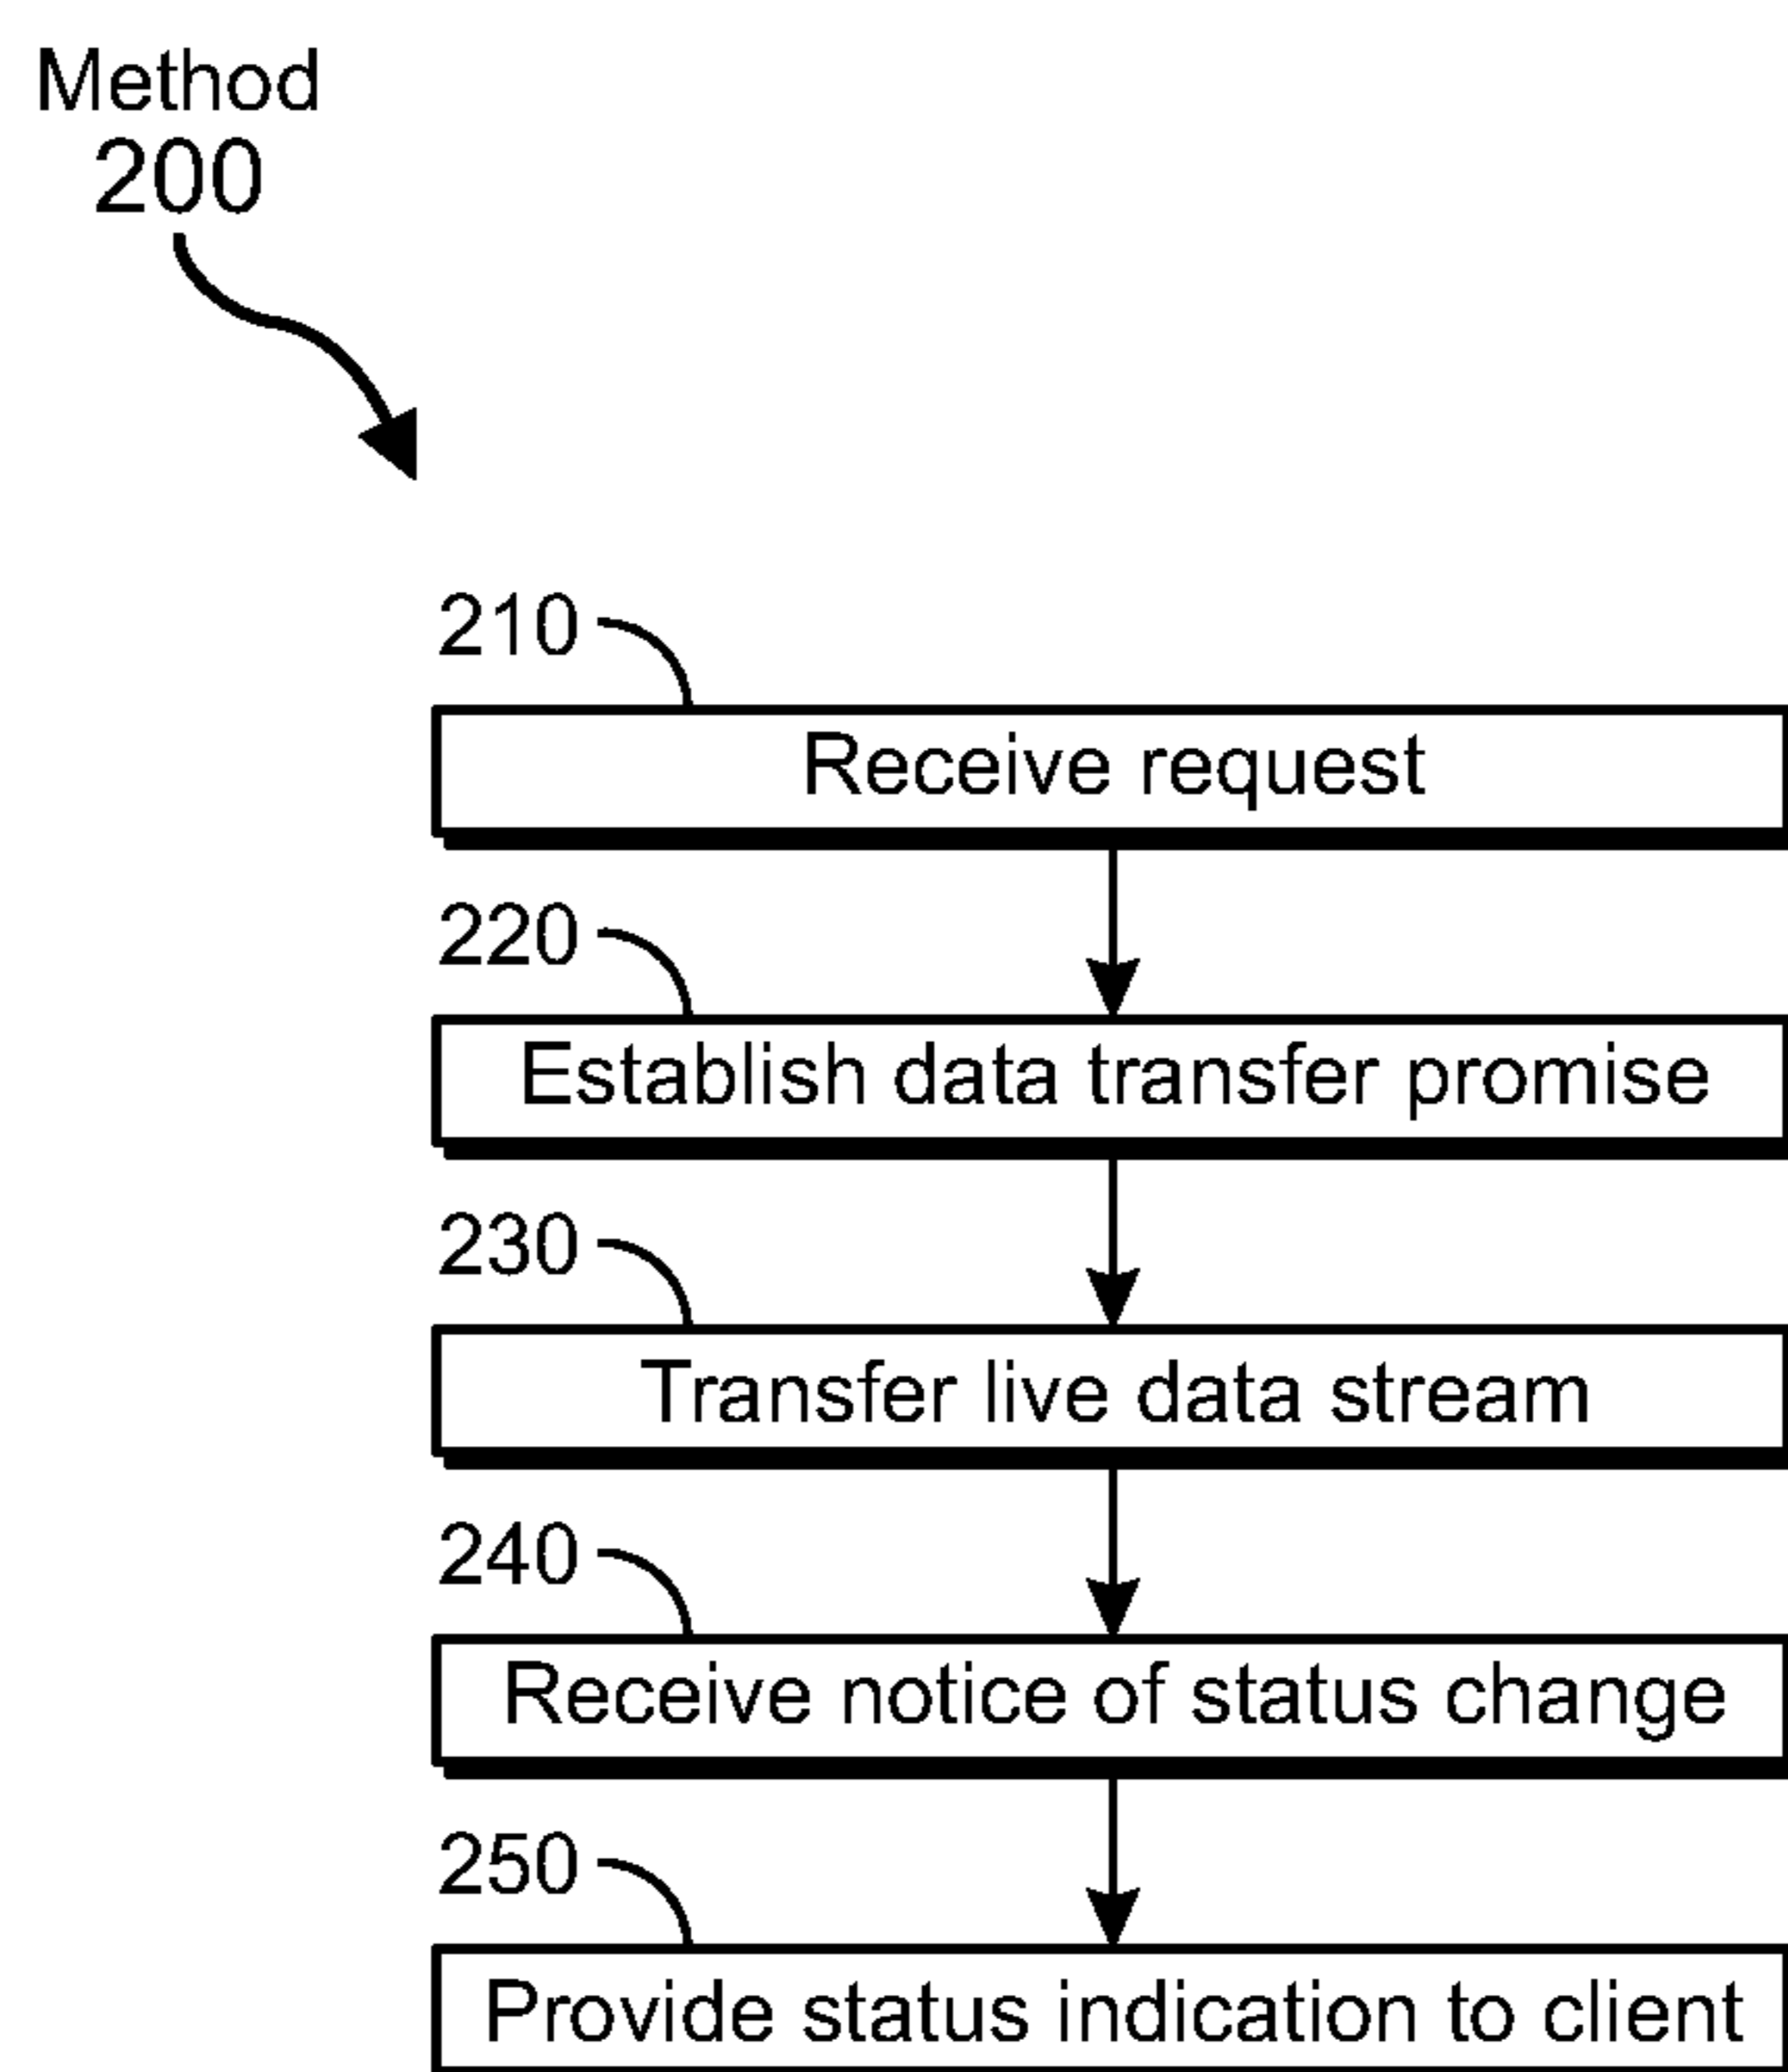 Method
200
210
Receive request
220
Establish data transfer promise
230
Transfer live data stream
240
Receive notice of status change
250
Provide status indication to client